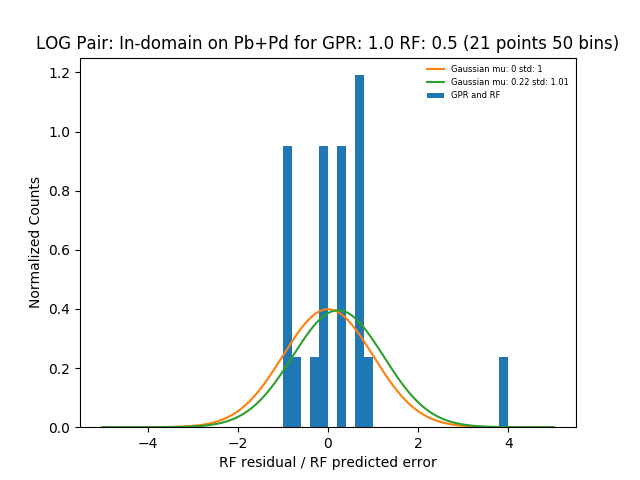 LOG Pair: In-domain on Pb+Pd for GPR: 1.0 RF: 0.5 (21 points 50 bins)
Gaussian mu: 0 std: 1
Gaussian mu: 0.22 std: 1.01
GPR and RF
1.2
1.0
0.8
0.6
0.4
0.2
0.0
Normalized Counts
−4 −2 0 2 4
RF residual / RF predicted error